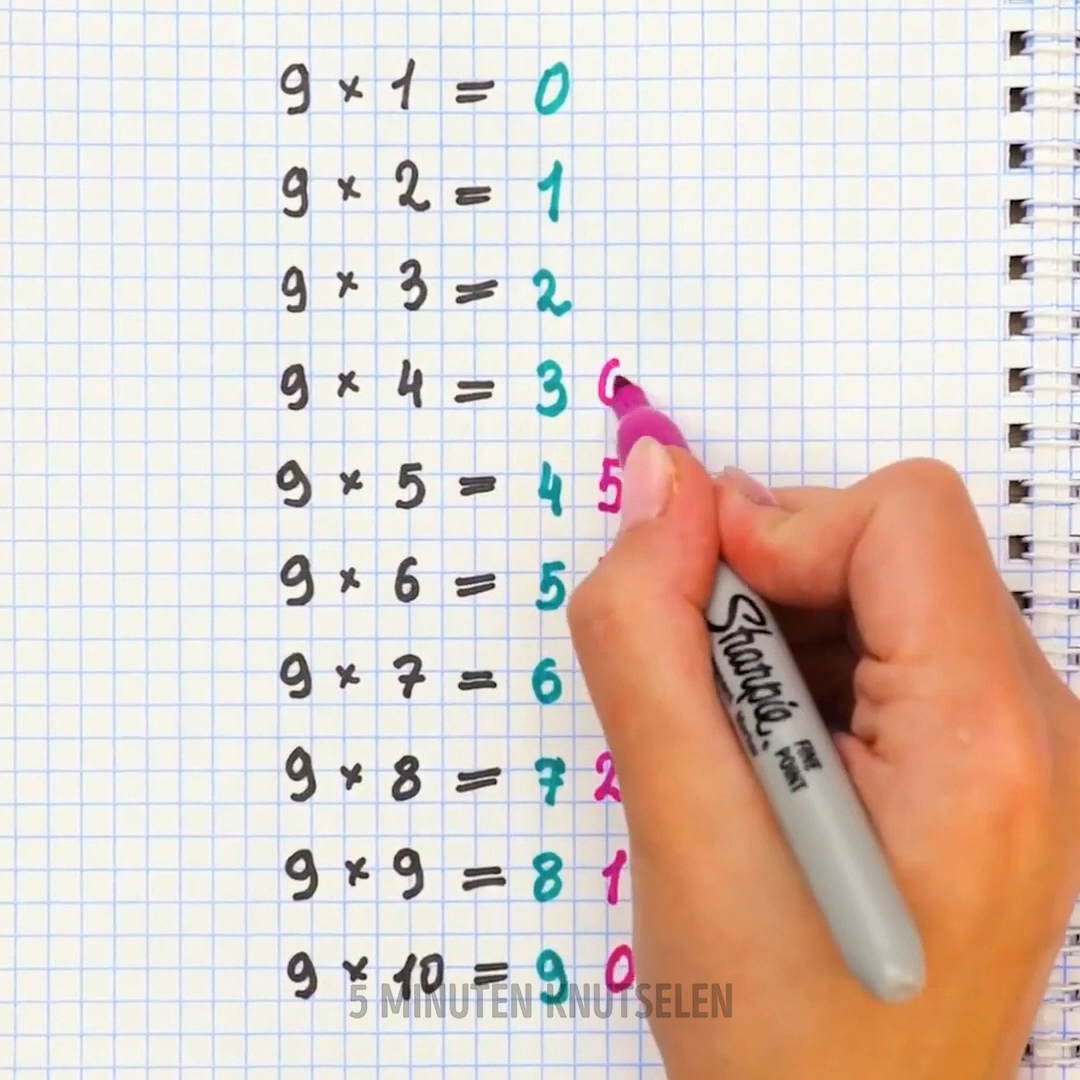 9 × 1 = 0
9 × 2 = 1
9 × 3 = 2
9 × 4 = 3
9 × 5 = 4 5
9 × 6 = 5
9 × 7 = 6
9 × 8 = 7 2
9 × 9 = 8 1
9 × 10 = 9 0
Sharpie.
FINE
POINT
5 MINUTEN KNUTSELEN